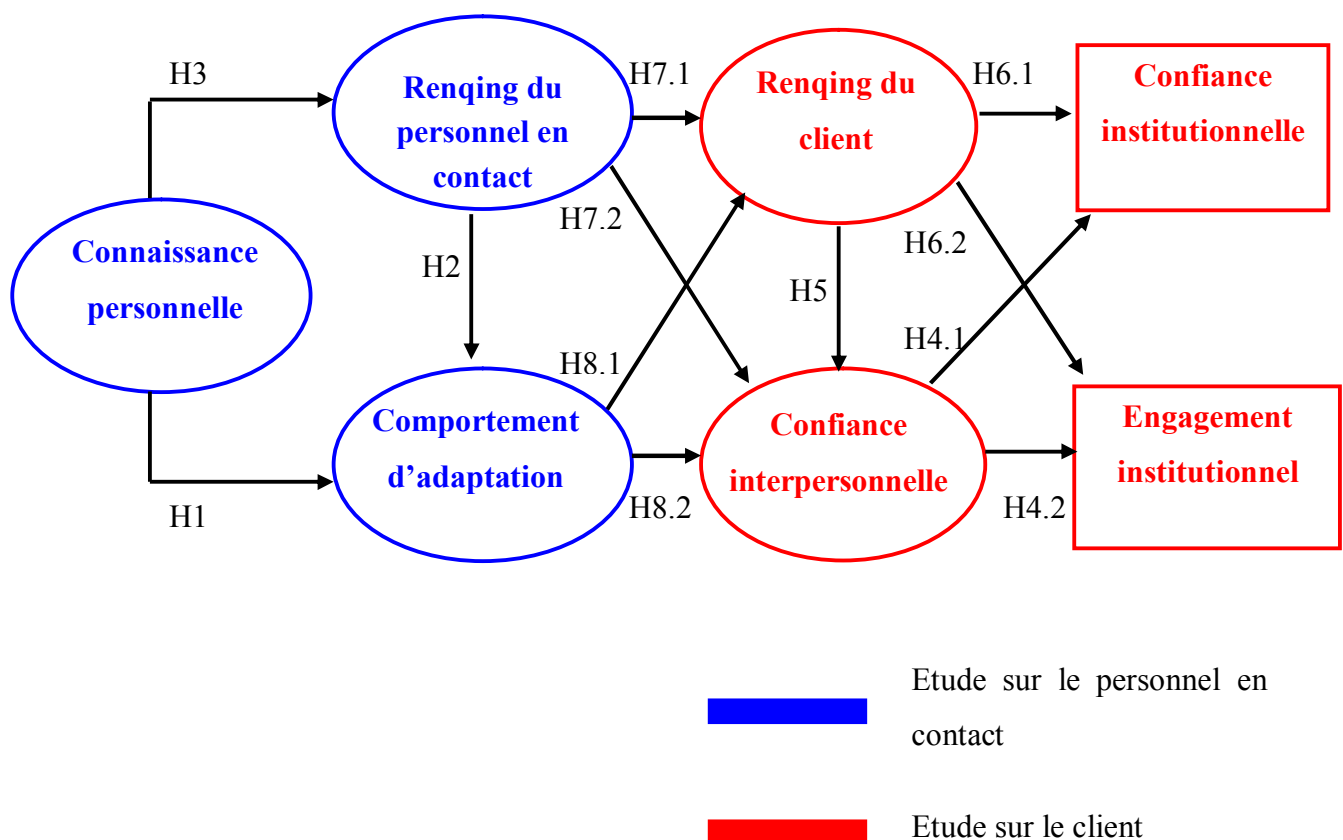 H3
Renqing du
personnel en
contact
H7.1
Renqing du
client
H6.1
Confiance
institutionnelle
Connaissance
personnelle
H2
H7.2
H5
H6.2
H4.1
H8.1
H1
Comportement
d’adaptation
H8.2
Confiance
interpersonnelle
H4.2
Engagement
institutionnel
Etude sur le personnel en
contact
Etude sur le client